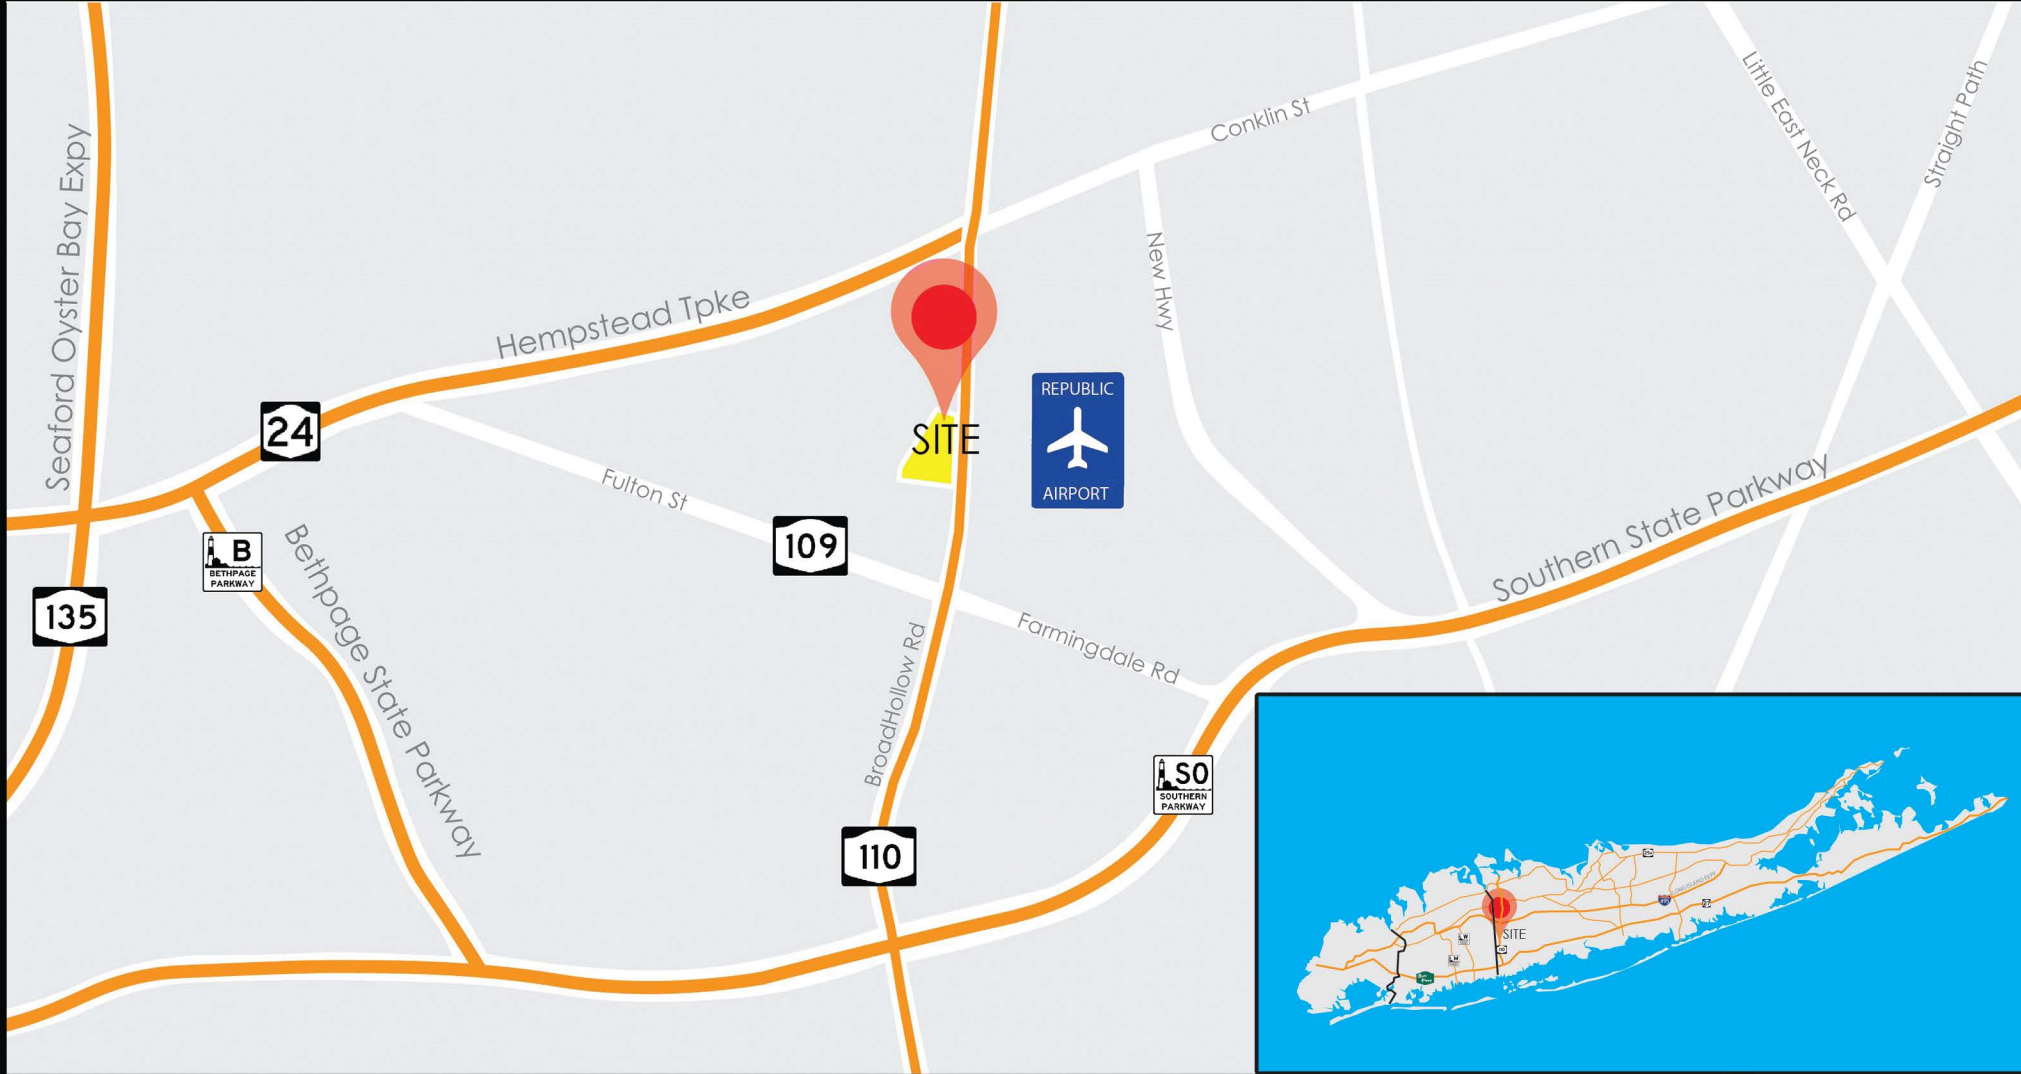 Conklin St
Little East Neck Rd
Straight Path
Seaford Oyster Bay Expy
New Hwy
Hempstead Tpke
REPUBLIC
AIRPORT
24
SITE
Fulton St
Southern State Parkway
109
B
BETHPAGE
PARKWAY
Bethpage State Parkway
135
Farmingdale Rd
BroadHollow Rd
SO
SOUTHERN
PARKWAY
110
SITE